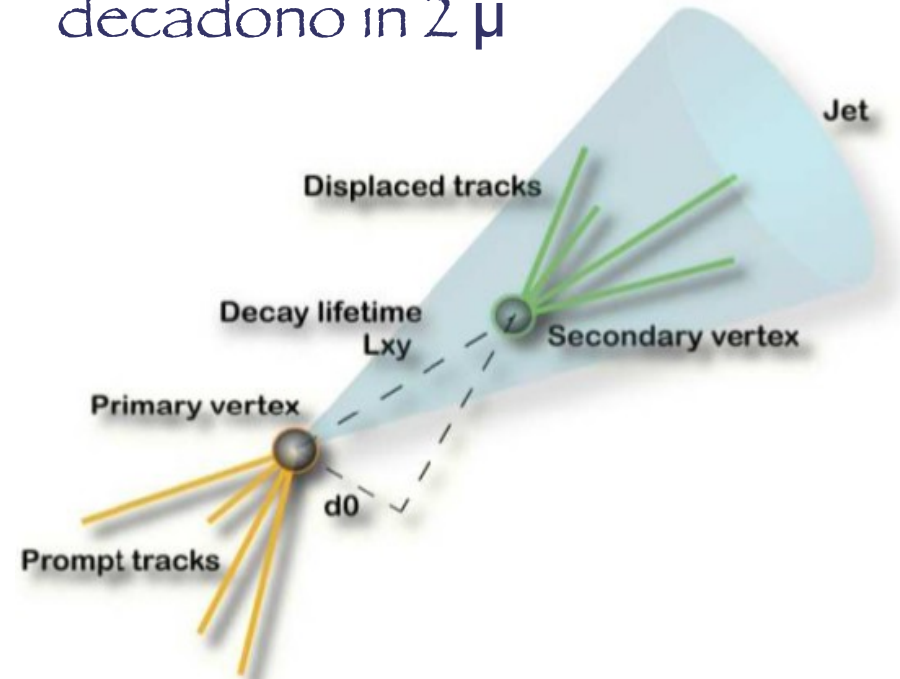 decadono in 2 μ
Jet
Displaced tracks
Decay lifetime
Lxy
Secondary vertex
Primary vertex
d0
Prompt tracks